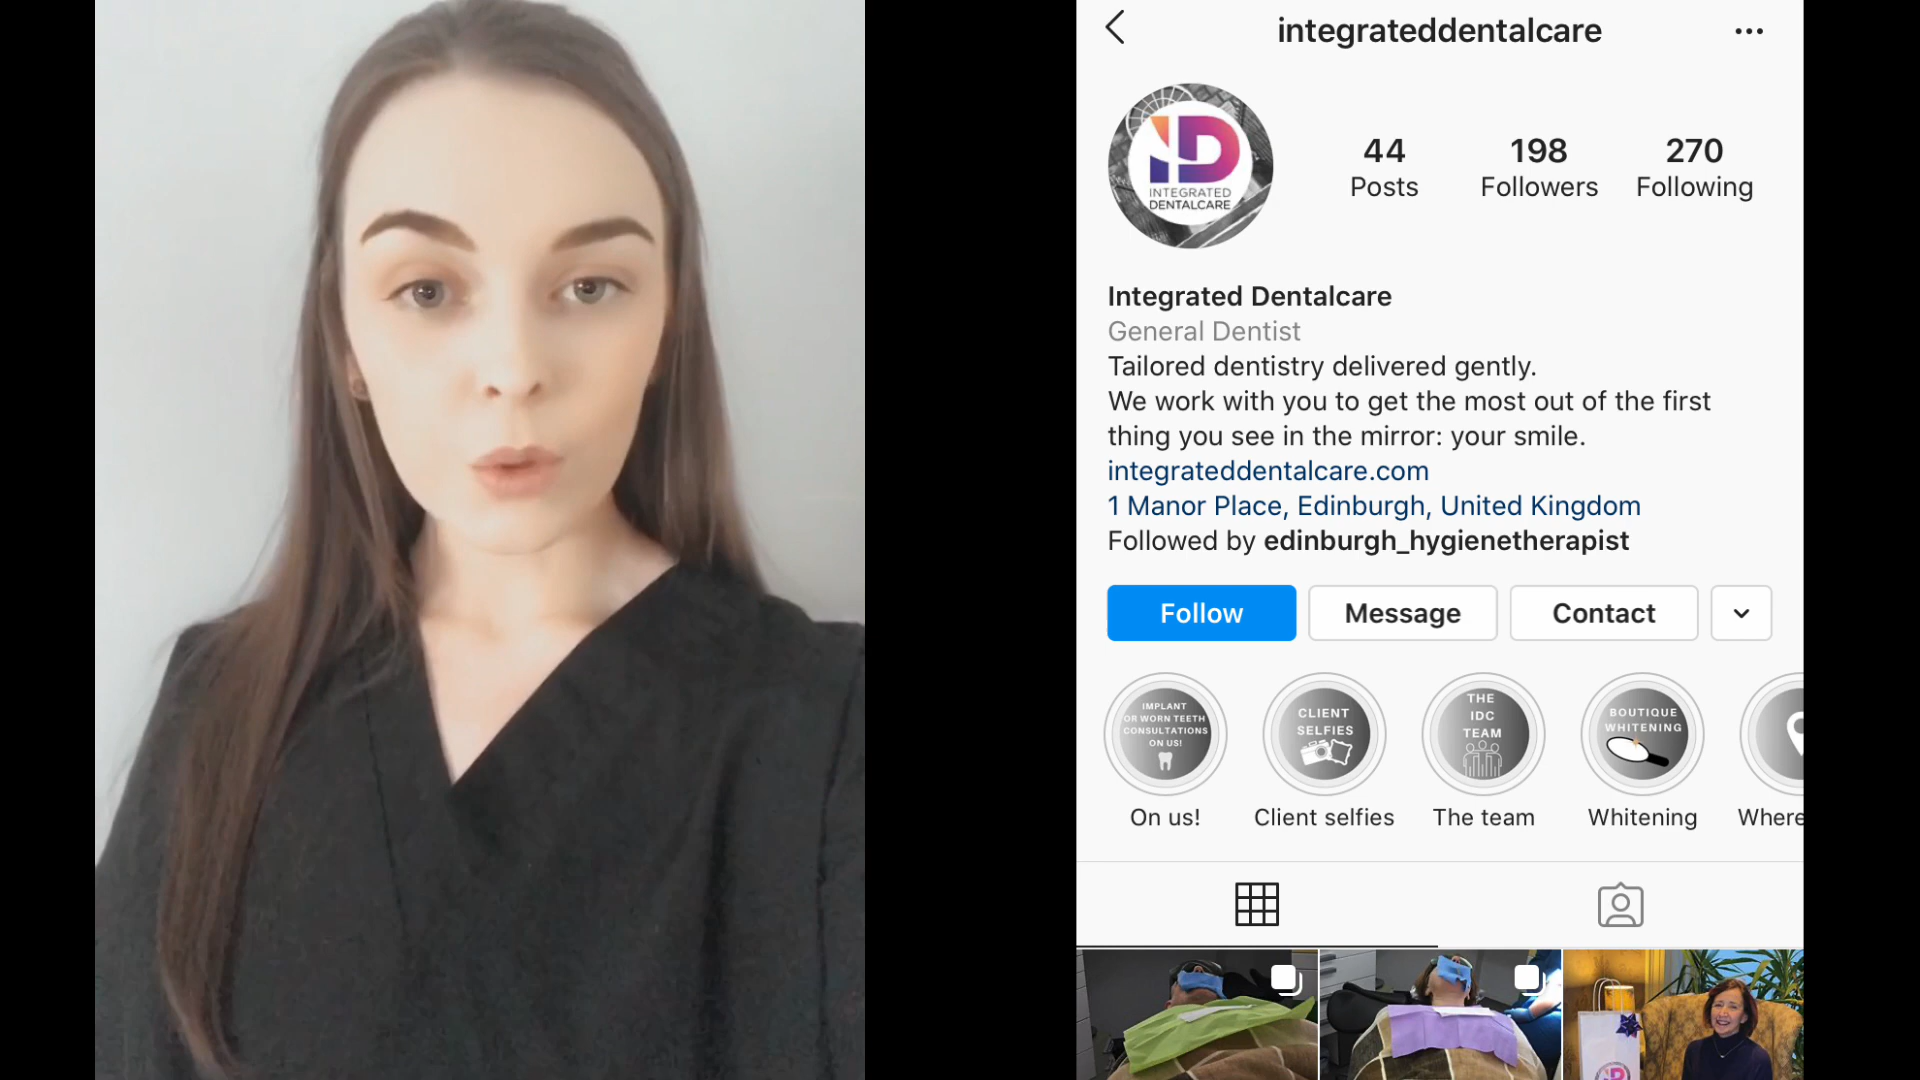 integrateddentalcare
ID
INTEGRATED
DENTALCARE
44
Posts
198
Followers
270
Following
Integrated Dentalcare
General Dentist
Tailored dentistry delivered gently.
We work with you to get the most out of the first
thing you see in the mirror: your smile.
integrateddentalcare.com
1 Manor Place, Edinburgh, United Kingdom
Followed by edinburgh_hygienetherapist
Follow
Message
Contact
IMPLANT
OR WORN TEETH
CONSULTATIONS
ON US!
CLIENT
SELFIES
THE
IDC
TEAM
BOUTIQUE
WHITENING
On us!
Client selfies
The team
Whitening
Where